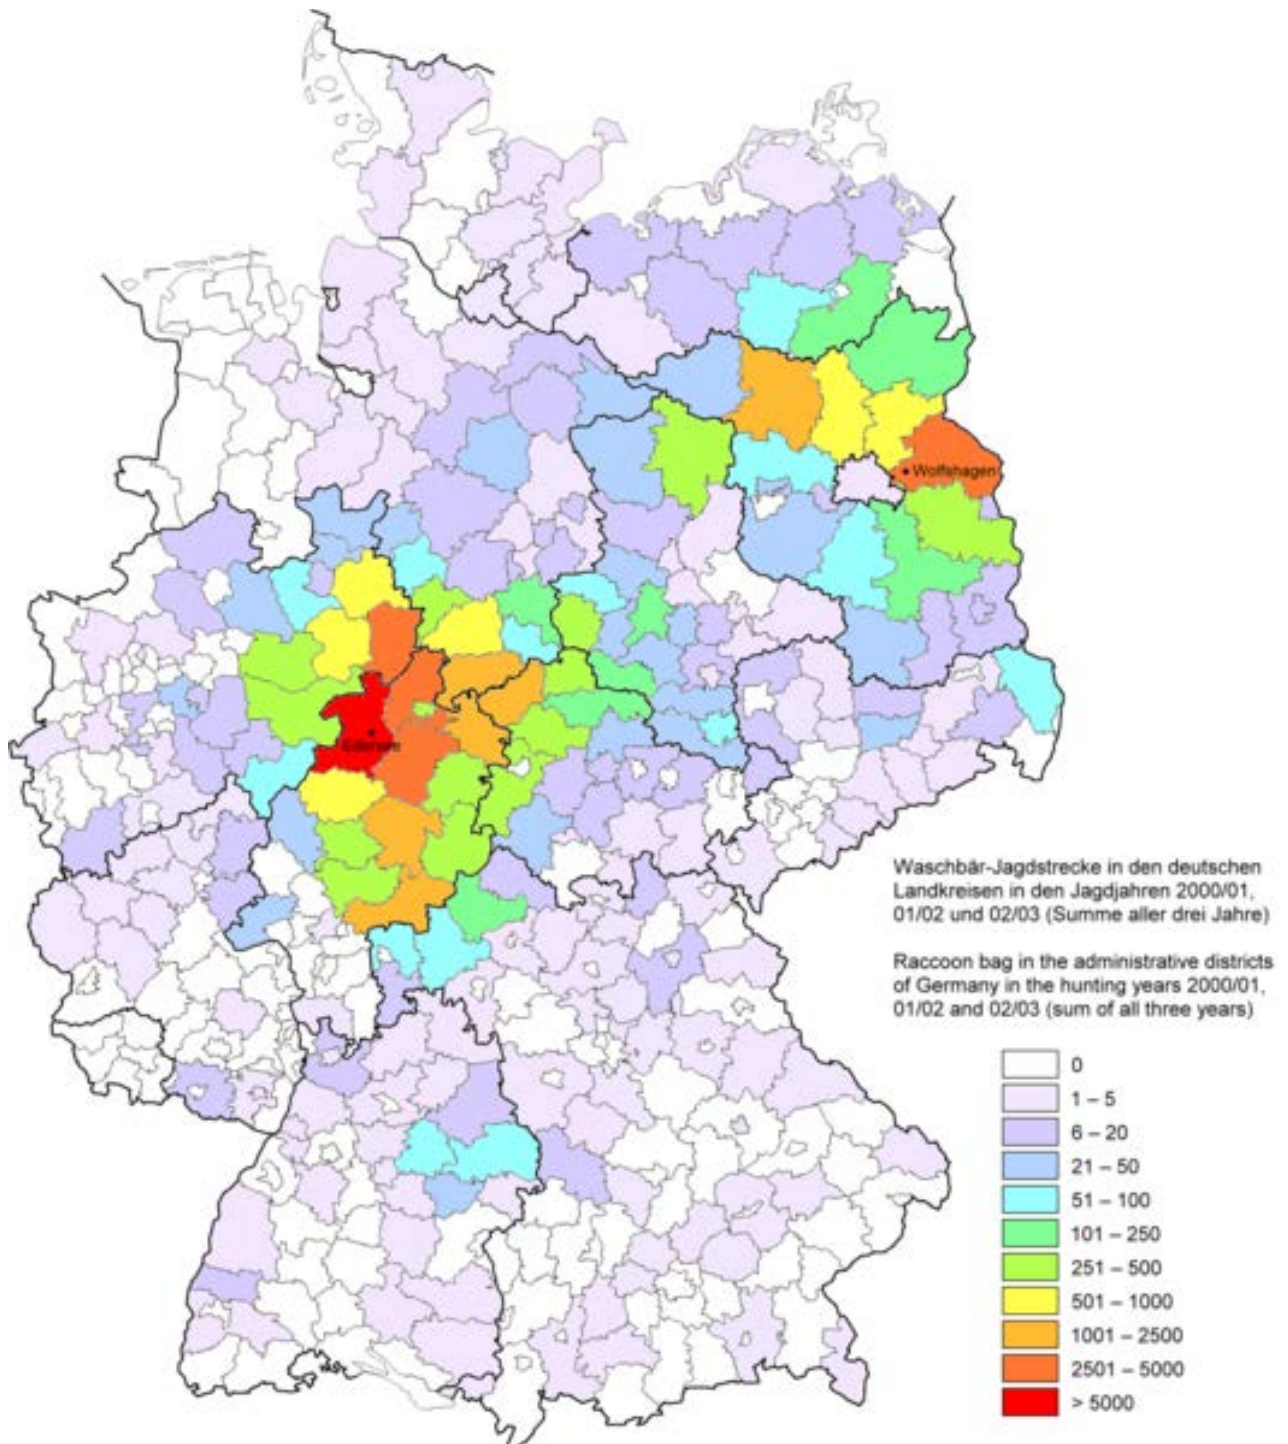 Wolfshagen
Edersee
Waschbär-Jagdstrecke in den deutschen
Landkreisen in den Jagdjahren 2000/01,
01/02 und 02/03 (Summe aller drei Jahre)
Raccoon bag in the administrative districts
of Germany in the hunting years 2000/01,
01/02 and 02/03 (sum of all three years)
0
1 – 5
6 – 20
21 – 50
51 – 100
101 – 250
251 – 500
501 – 1000
1001 – 2500
2501 – 5000
> 5000